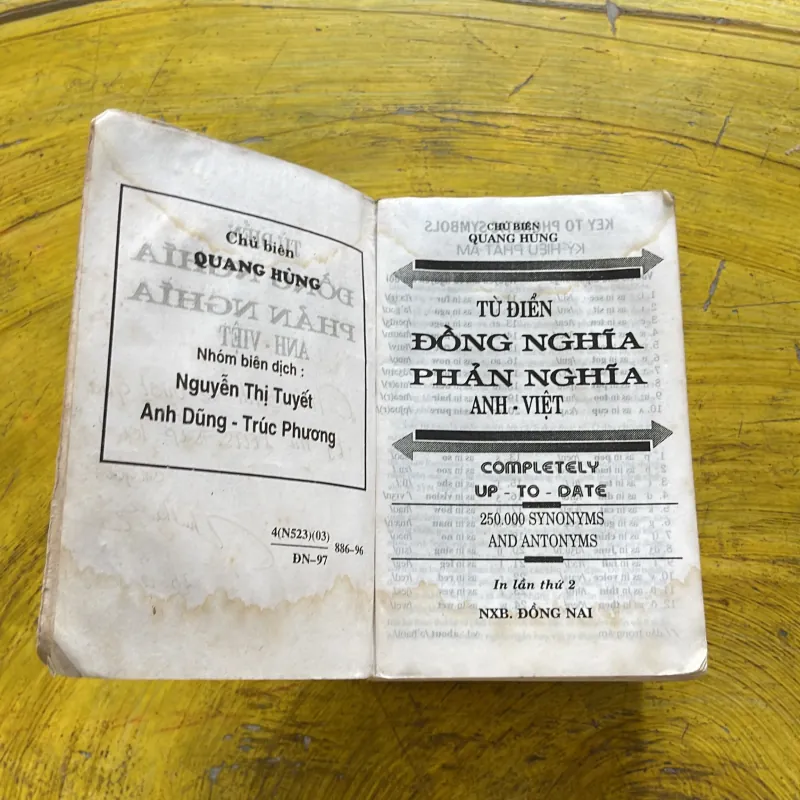 Chủ biên
QUANG HÙNG
Nhóm biên dịch :
Nguyễn Thị Tuyết
Anh Dũng - Trúc Phương
4(N523)(03)
886-96
ĐN-97
CHỦ BIÊN
QUANG HÙNG
TỪ ĐIỂN
ĐỒNG NGHĨA
PHẢN NGHĨA
ANH - VIỆT
COMPLETELY
UP - TO - DATE
250.000 SYNONYMS
AND ANTONYMS
In lần thứ 2
NXB. ĐỒNG NAI